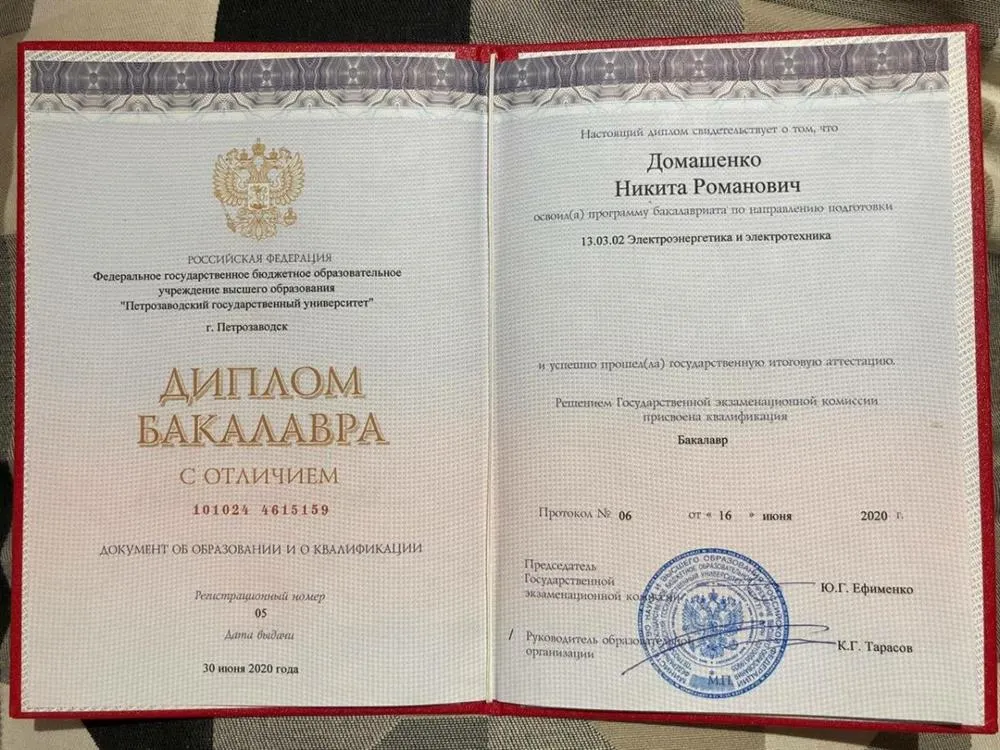 РОССИЙСКАЯ ФЕДЕРАЦИЯ
Федеральное государственное бюджетное образовательное
учреждение высшего образования
"Петрозаводский государственный университет"
г. Петрозаводск
ДИПЛОМ
БАКАЛАВРА
С ОТЛИЧИЕМ
101024 4615159
ДОКУМЕНТ ОБ ОБРАЗОВАНИИ И О КВАЛИФИКАЦИИ
Регистрационный номер
05
Дата выдачи
30 июня 2020 года
Настоящий диплом свидетельствует о том, что
Домашенко
Никита Романович
освоил(а) программу бакалавриата по направлению подготовки
13.03.02 Электроэнергетика и электротехника
и успешно прошел(ла) государственную итоговую аттестацию.
Решением Государственной экзаменационной комиссии
присвоена квалификация
Бакалавр
Протокол № 06 от « 16 » июня 2020 г.
Председатель
Государственной
экзаменационной комиссии
Ю.Г. Ефименко
/ Руководитель образовательной
организации
К.Г. Тарасов
М.П.